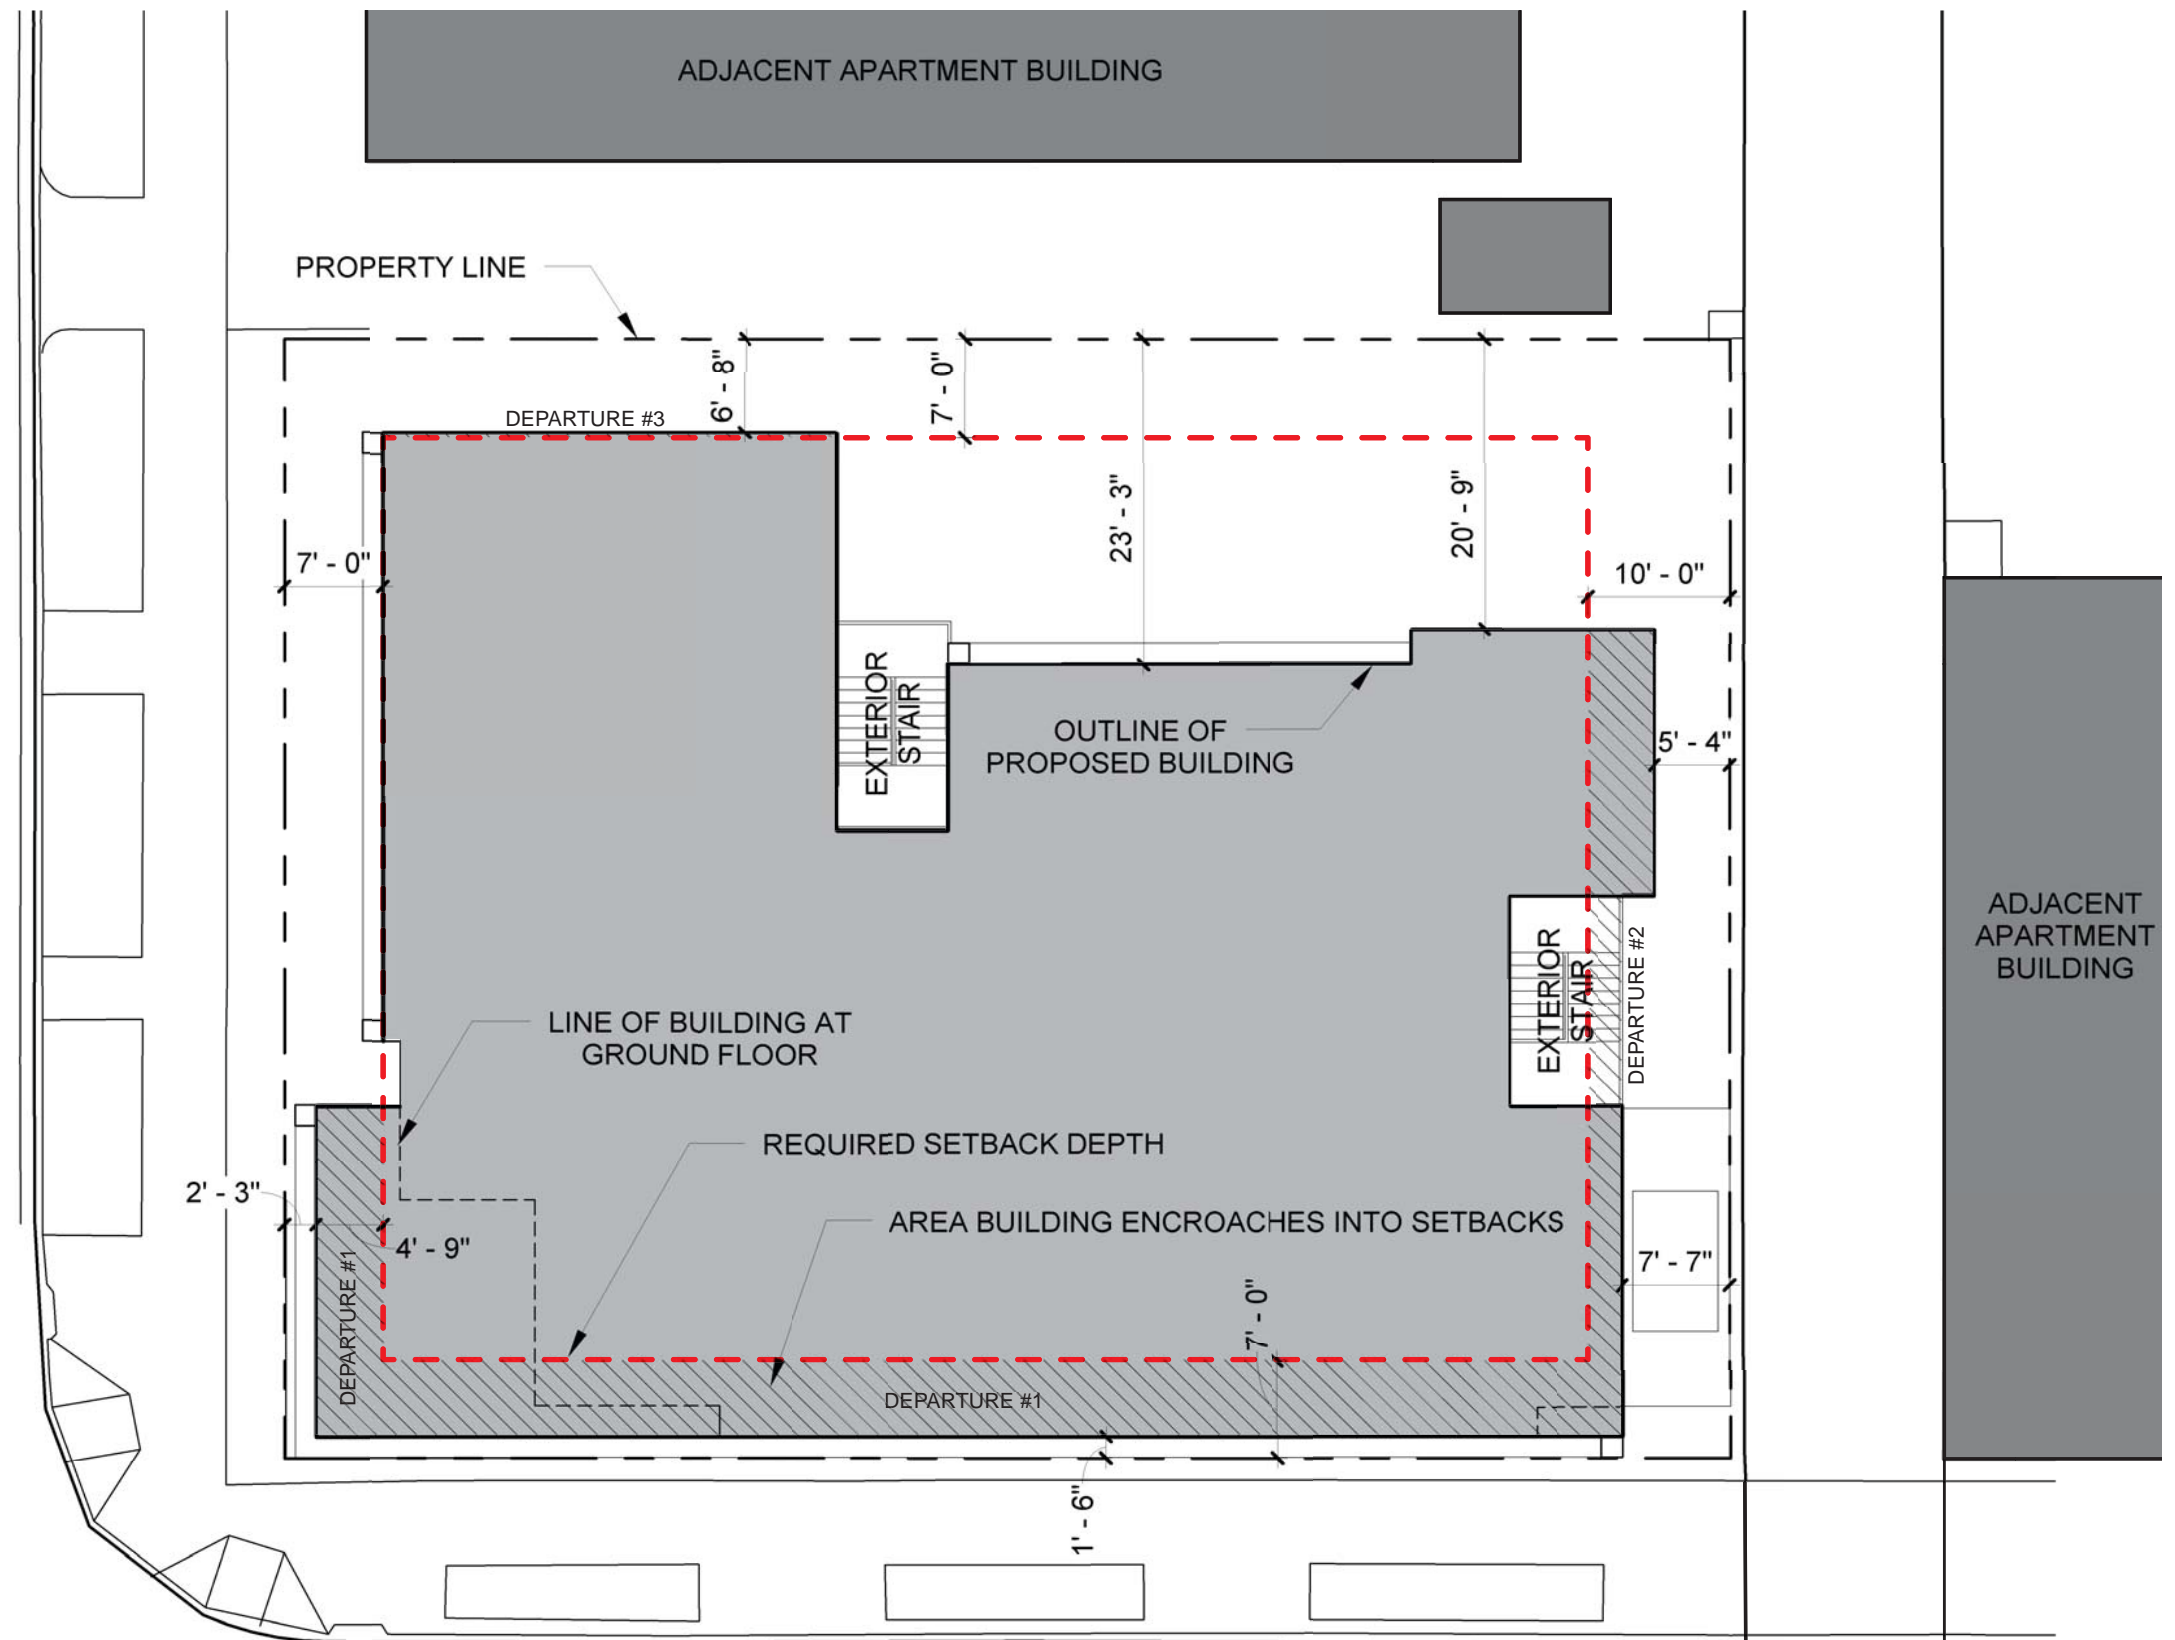 ADJACENT APARTMENT BUILDING
PROPERTY LINE
6' - 8"
7' - 0"
DEPARTURE #3
23' - 3"
20' - 9"
7' - 0"
10' - 0"
EXTERIOR
STAIR
OUTLINE OF
PROPOSED BUILDING
5' - 4"
ADJACENT
APARTMENT
BUILDING
EXTERIOR
STAIR
DEPARTURE #2
LINE OF BUILDING AT
GROUND FLOOR
REQUIRED SETBACK DEPTH
2' - 3"
AREA BUILDING ENCROACHES INTO SETBACKS
4' - 9"
7' - 7"
DEPARTURE #1
7' - 0"
DEPARTURE #1
1' - 6"